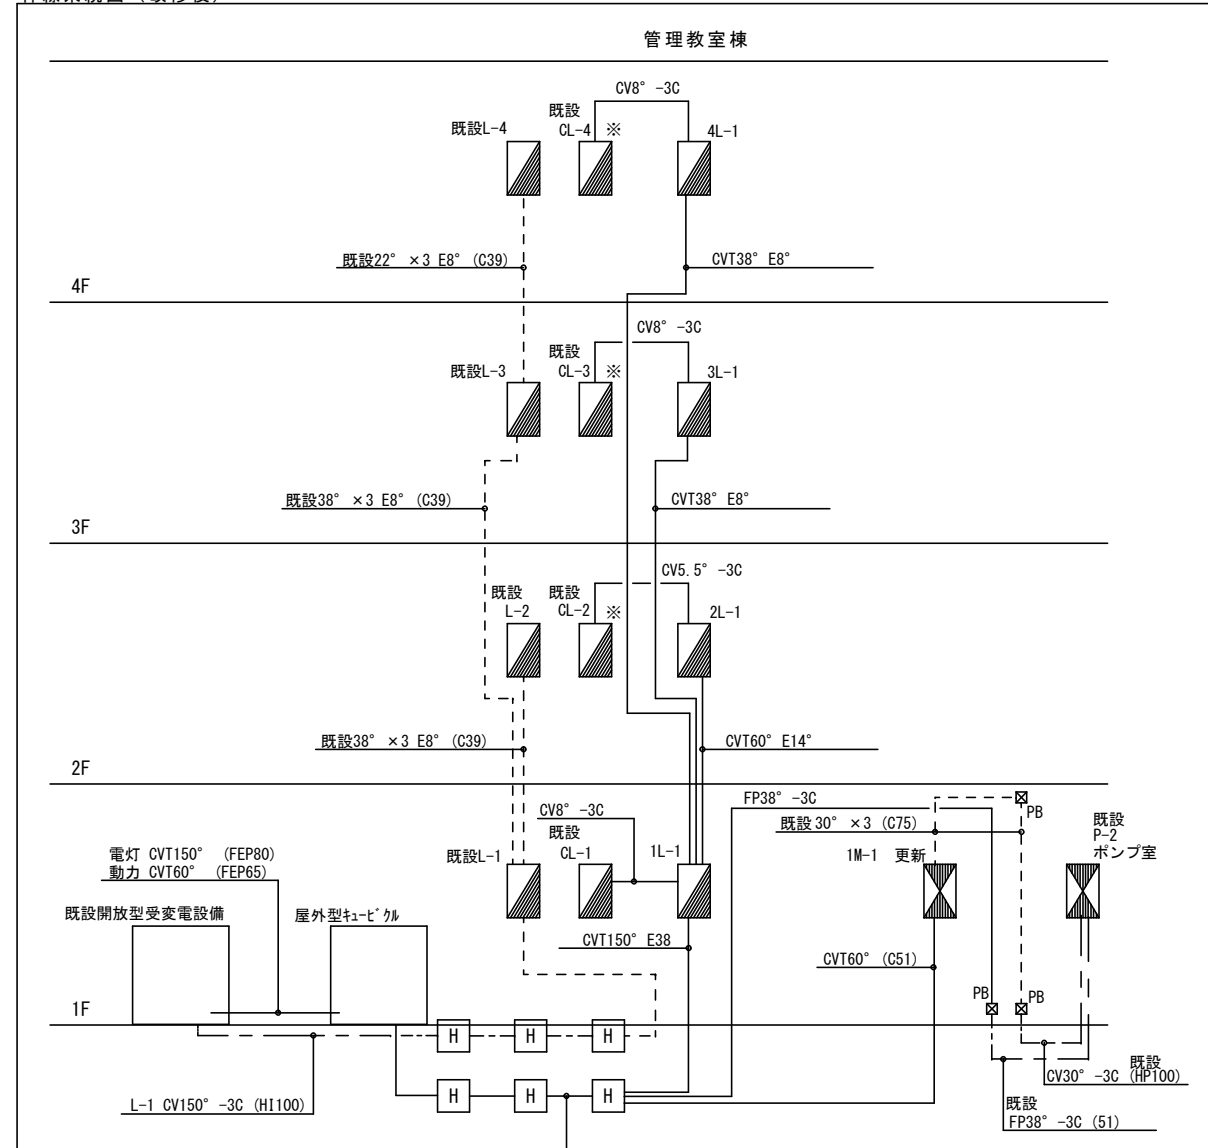 管理教室棟
CV8° -3C
既設
CL-4 ※
既設L-4
4L-1
既設22° ×3 E8° (C39)
CVT38° E8°
4F
CV8° -3C
既設
CL-3 ※
既設L-3
3L-1
既設38° ×3 E8° (C39)
CVT38° E8°
3F
CV5.5° -3C
既設
L-2
既設
CL-2 ※
2L-1
既設38° ×3 E8° (C39)
CVT60° E14°
2F
FP38° -3C
CV8° -3C
既設30° ×3 (C75)
PB
既設
P-2
ポンプ室
既設
CL-1
既設L-1
1L-1
1M-1 更新
電灯 CVT150° (FEP80)
動力 CVT60° (FEP65)
既設開放型受変電設備
屋外型ｷｭｰﾋﾞｸﾙ
CVT150° E38
CVT60° (C51)
PB
PB
1F
H
H
H
H
H
H
L-1 CV150° -3C (HI100)
既設
CV30° -3C (HP100)
既設
FP38° -3C (51)